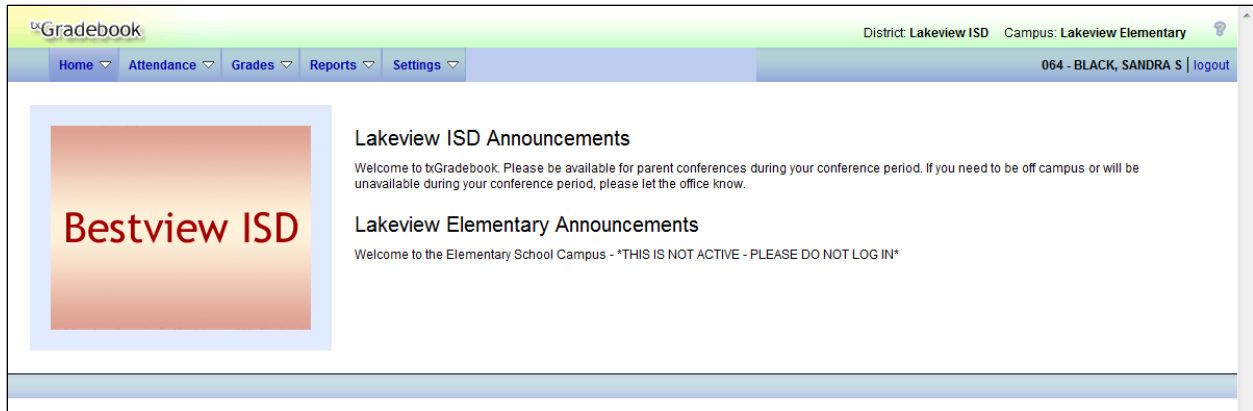 txGradebook
District: Lakeview ISD Campus: Lakeview Elementary ?
Home Attendance Grades Reports Settings
064 - BLACK, SANDRA S | logout
Bestview ISD
Lakeview ISD Announcements
Welcome to txGradebook. Please be available for parent conferences during your conference period. If you need to be off campus or will be
unavailable during your conference period, please let the office know.
Lakeview Elementary Announcements
Welcome to the Elementary School Campus - *THIS IS NOT ACTIVE - PLEASE DO NOT LOG IN*